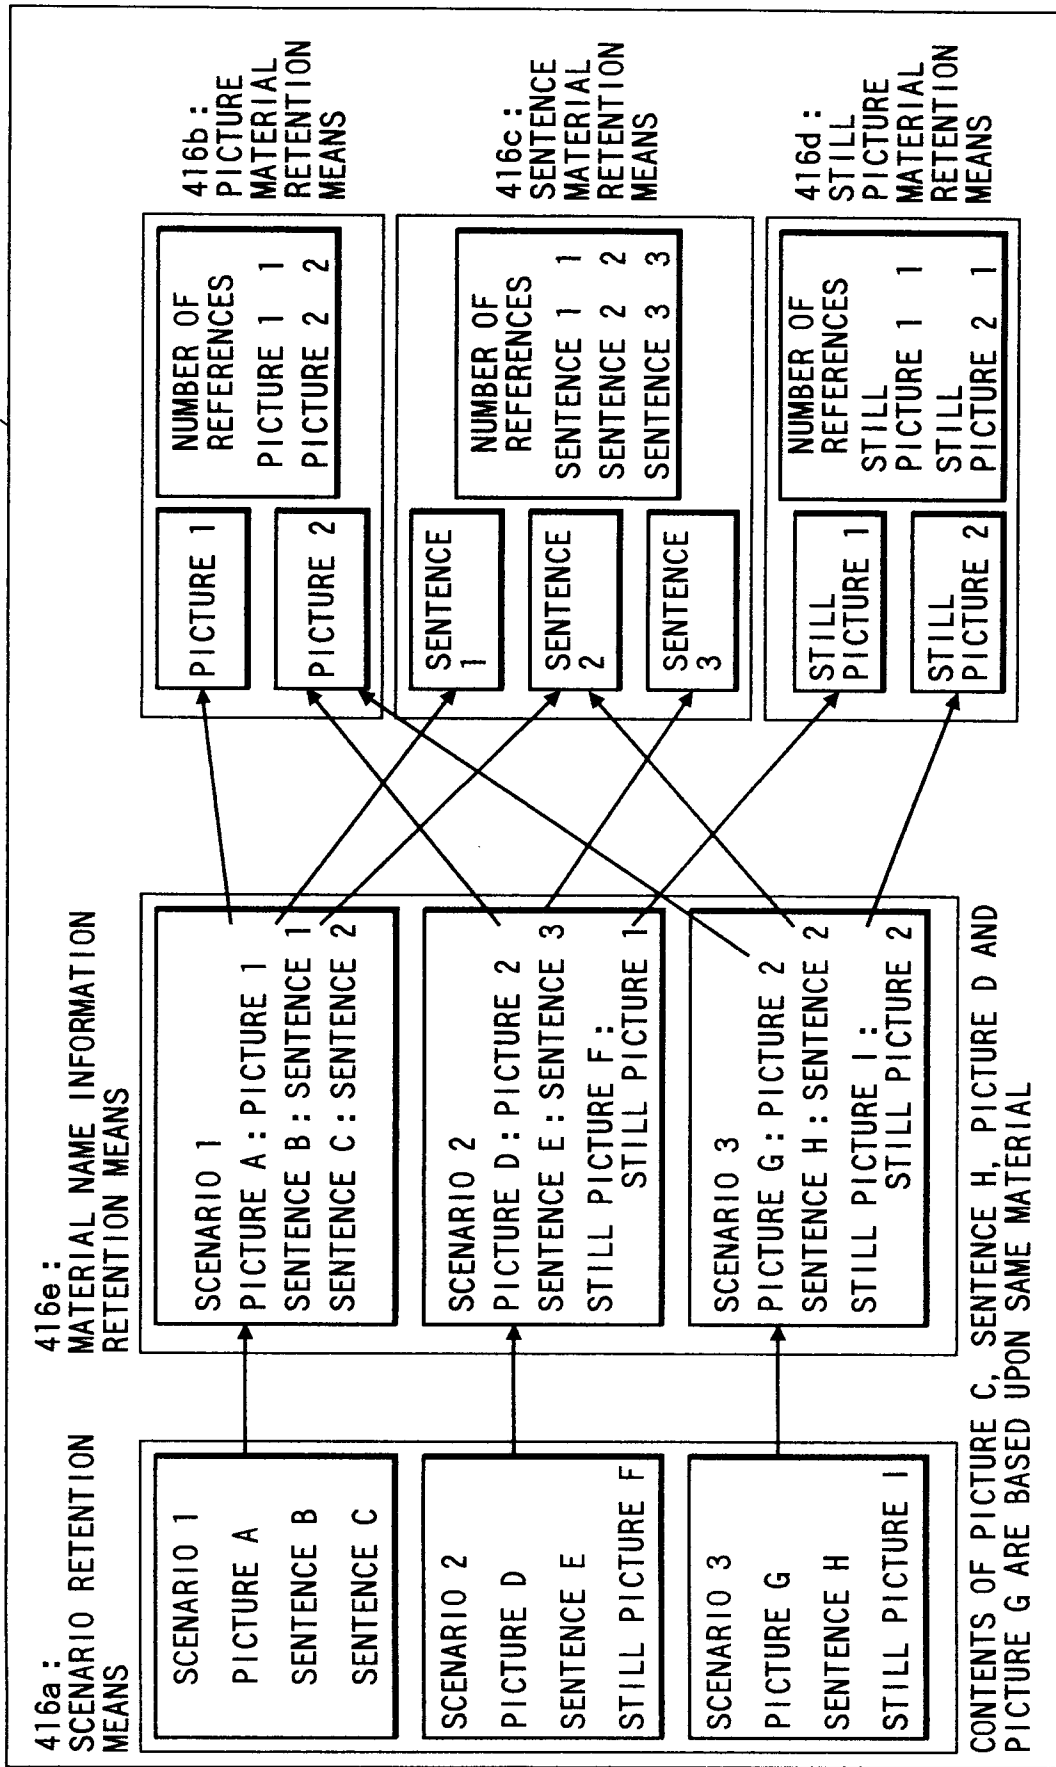 416a:
SCENARIO RETENTION
MEANS
SCENARIO 1
PICTURE A
SENTENCE B
SENTENCE C
SCENARIO 2
PICTURE D
SENTENCE E
STILL PICTURE F
SCENARIO 3
PICTURE G
SENTENCE H
STILL PICTURE I
416e:
MATERIAL NAME INFORMATION
RETENTION MEANS
SCENARIO 1
PICTURE A: PICTURE 1
SENTENCE B: SENTENCE 1
SENTENCE C: SENTENCE 2
SCENARIO 2
PICTURE D: PICTURE 2
SENTENCE E: SENTENCE 3
STILL PICTURE F:
STILL PICTURE 1
SCENARIO 3
PICTURE G: PICTURE 2
SENTENCE H: SENTENCE 2
STILL PICTURE I:
STILL PICTURE 2
PICTURE 1
PICTURE 2
NUMBER OF
REFERENCES
PICTURE 1 1
PICTURE 2 2
416b:
PICTURE
MATERIAL
RETENTION
MEANS
SENTENCE
1
SENTENCE
2
SENTENCE
3
NUMBER OF
REFERENCES
SENTENCE 1 1
SENTENCE 2 2
SENTENCE 3 3
416c:
SENTENCE
MATERIAL
RETENTION
MEANS
STILL
PICTURE 1
STILL
PICTURE 2
NUMBER OF
REFERENCES
STILL
PICTURE 1 1
STILL
PICTURE 2 1
416d:
STILL
PICTURE
MATERIAL
RETENTION
MEANS
CONTENTS OF PICTURE C, SENTENCE H, PICTURE D AND
PICTURE G ARE BASED UPON SAME MATERIAL